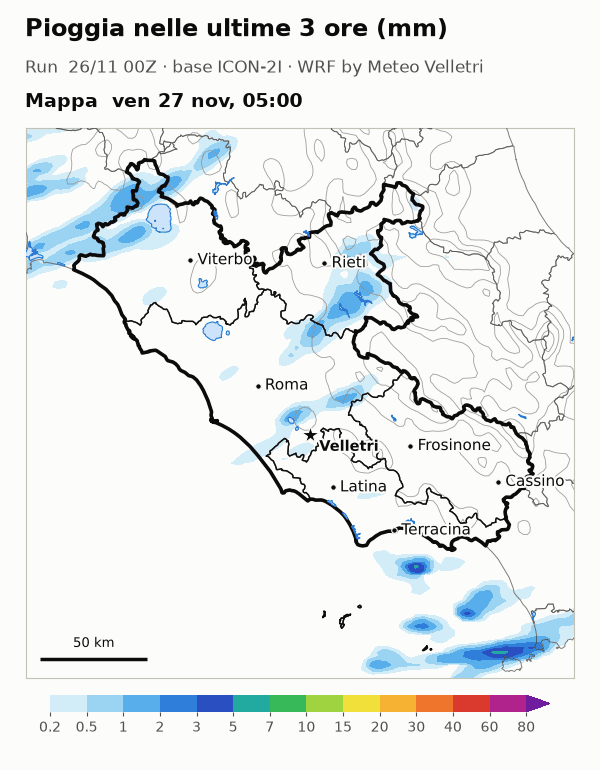 Pioggia nelle ultime 3 ore (mm)
Run  26/11 00Z · base ICON-2I · WRF by Meteo Velletri
Mappa  ven 27 nov, 05:00
Viterbo
Rieti
Roma
Velletri
Frosinone
Latina
Cassino
Terracina
50 km
0.2 0.5 1 2 3 5 7 10 15 20 30 40 60 80